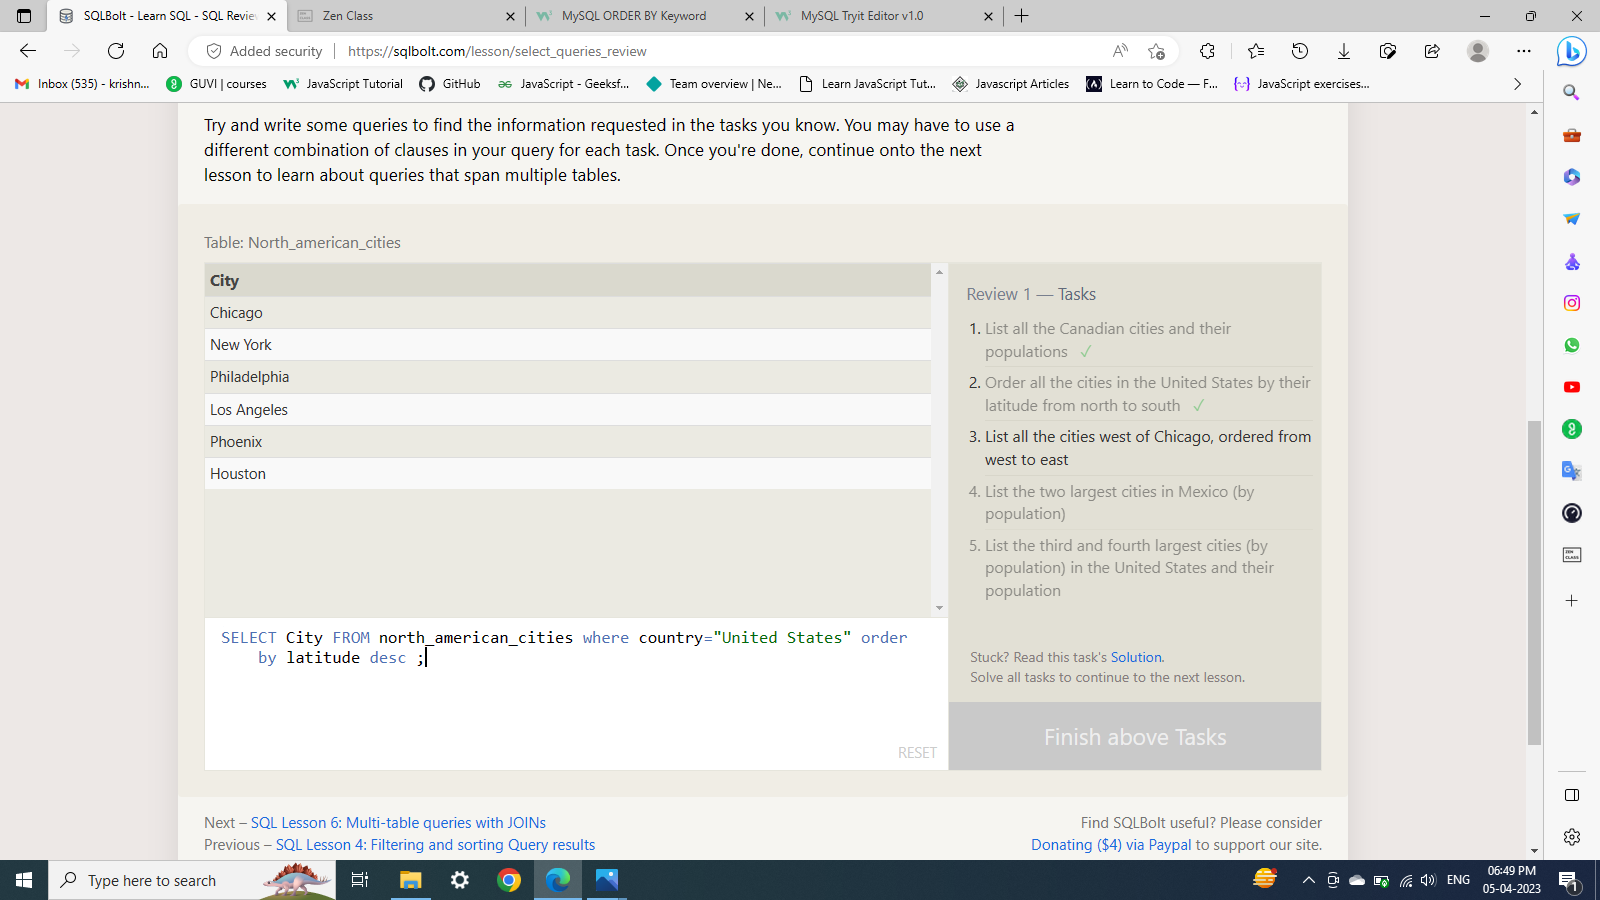 SQLBolt - Learn SQL - SQL Revie
Zen Class
MySQL ORDER BY Keyword
MySQL Tryit Editor v1.0
Added security
https://sqlbolt.com/lesson/select_queries_review
Inbox (535) - krishn...
GUVI | courses
JavaScript Tutorial
GitHub
JavaScript - Geeksf...
Team overview | Ne...
Learn JavaScript Tut...
Javascript Articles
Learn to Code — F...
JavaScript exercises...
Try and write some queries to find the information requested in the tasks you know. You may have to use a
different combination of clauses in your query for each task. Once you're done, continue onto the next
lesson to learn about queries that span multiple tables.
Table: North_american_cities
City
Chicago
New York
Philadelphia
Los Angeles
Phoenix
Houston
SELECT City FROM north_american_cities where country="United States" order
by latitude desc ;
RESET
Review 1 — Tasks
1. List all the Canadian cities and their
populations ✓
2. Order all the cities in the United States by their
latitude from north to south ✓
3. List all the cities west of Chicago, ordered from
west to east
4. List the two largest cities in Mexico (by
population)
5. List the third and fourth largest cities (by
population) in the United States and their
population
Stuck? Read this task's Solution.
Solve all tasks to continue to the next lesson.
Finish above Tasks
Next – SQL Lesson 6: Multi-table queries with JOINs
Previous – SQL Lesson 4: Filtering and sorting Query results
Find SQLBolt useful? Please consider
Donating ($4) via Paypal to support our site.
Type here to search
ENG
06:49 PM
05-04-2023
1